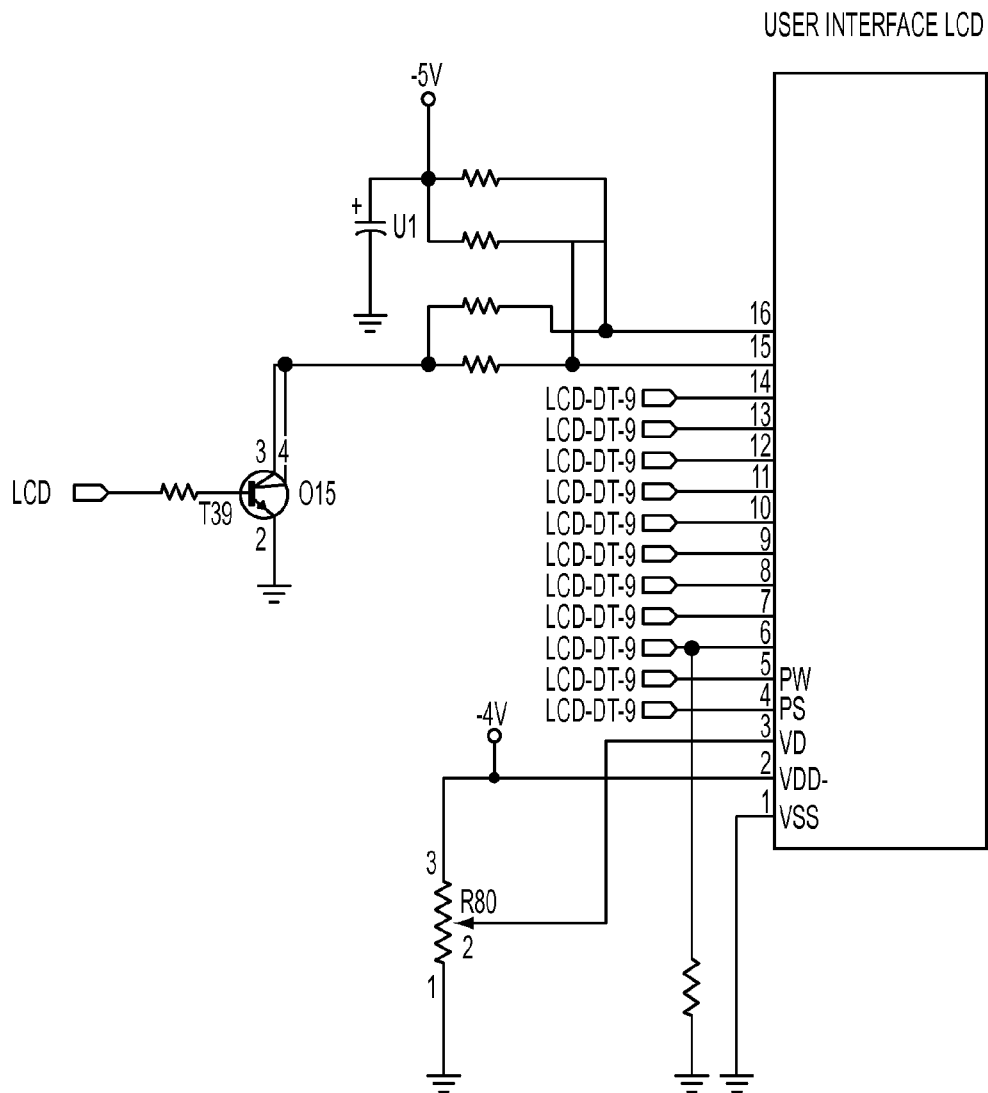 USER INTERFACE LCD
-5V
+
U1
16
15
LCD-DT-9 14
LCD-DT-9 13
LCD-DT-9 12
LCD-DT-9 11
LCD-DT-9 10
LCD-DT-9 9
LCD-DT-9 8
LCD-DT-9 7
LCD-DT-9 6
LCD-DT-9 5 PW
LCD-DT-9 4 PS
3 VD
2 VDD-
1 VSS
3 4
LCD
T39
O15
2
-4V
3
R80
2
1